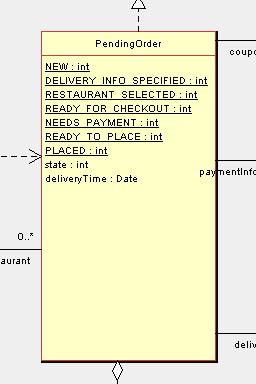 PendingOrder
NEW : int
DELIVERY_INFO_SPECIFIED : int
RESTAURANT_SELECTED : int
READY_FOR_CHECKOUT : int
NEEDS_PAYMENT : int
READY_TO_PLACE : int
PLACED : int
state : int
deliveryTime : Date
coupo
paymentInfo
0..*
aurant
deliv